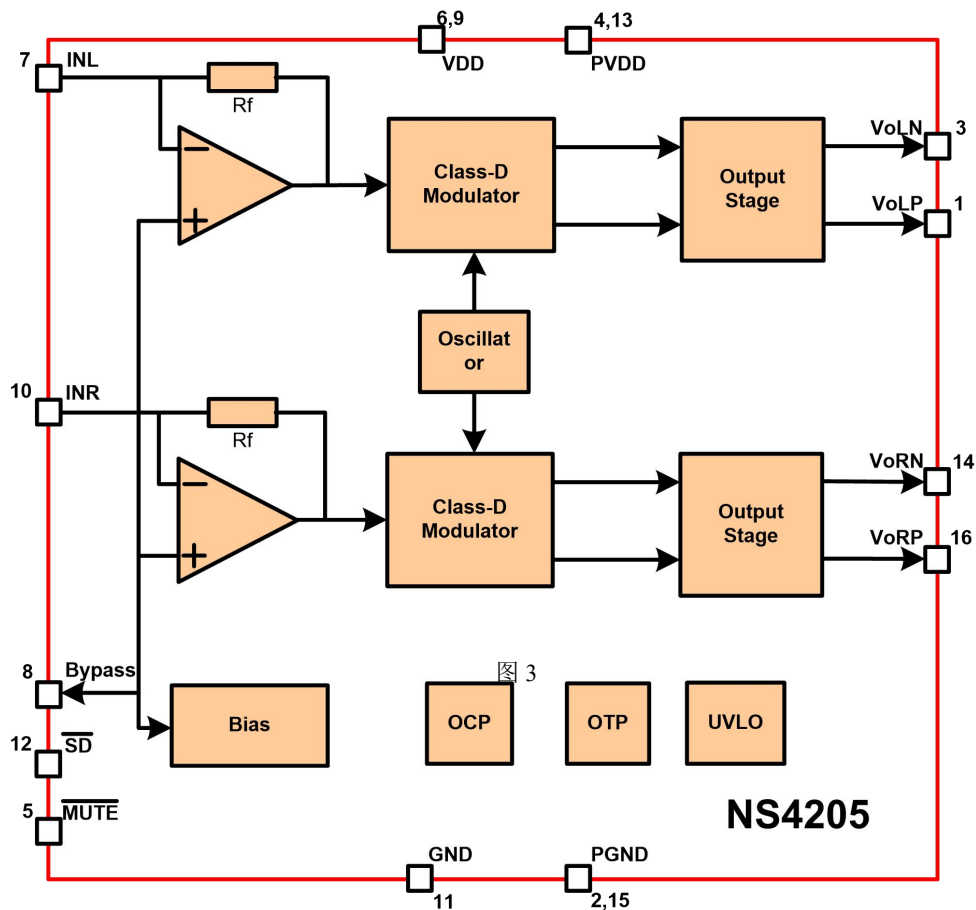 6,9
4,13
7
INL
VDD
PVDD
Rf
VoLN
3
−
Class-D
Modulator
Output
Stage
+
VoLP
1
Oscillat
or
10
INR
Rf
VoRN
14
−
Class-D
Modulator
Output
Stage
+
VoRP
16
8
Bypass
图 3
Bias
OCP
OTP
UVLO
12
SD
5
MUTE
NS4205
GND
PGND
11
2,15